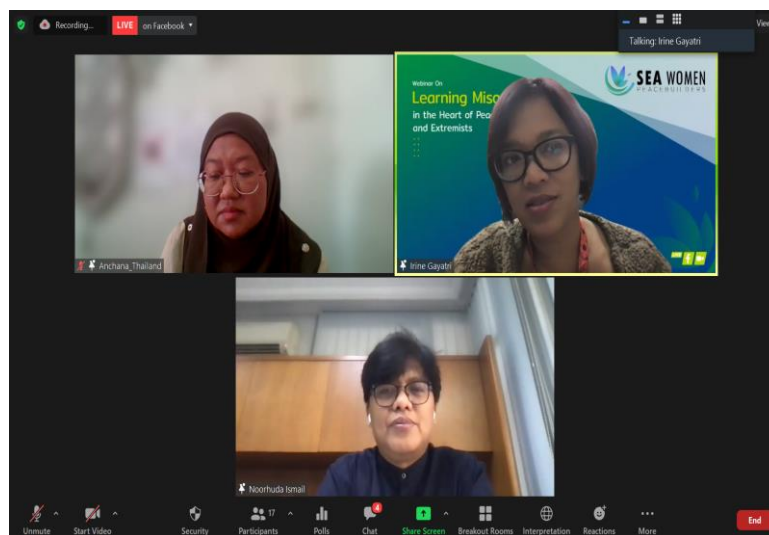 Recording...
LIVE on Facebook
View
Talking: Irine Gayatri
Webinar On
Learning Miso
in the Heart of Pea
and Extremists
SEA WOMEN
PEACEBUILDERS
LIVE
Anchana_Thailand
Irine Gayatri
Noorhuda Ismail
Unmute
Start Video
Security
17
Participants
Polls
4
Chat
Share Screen
Breakout Rooms
Interpretation
Reactions
More
End